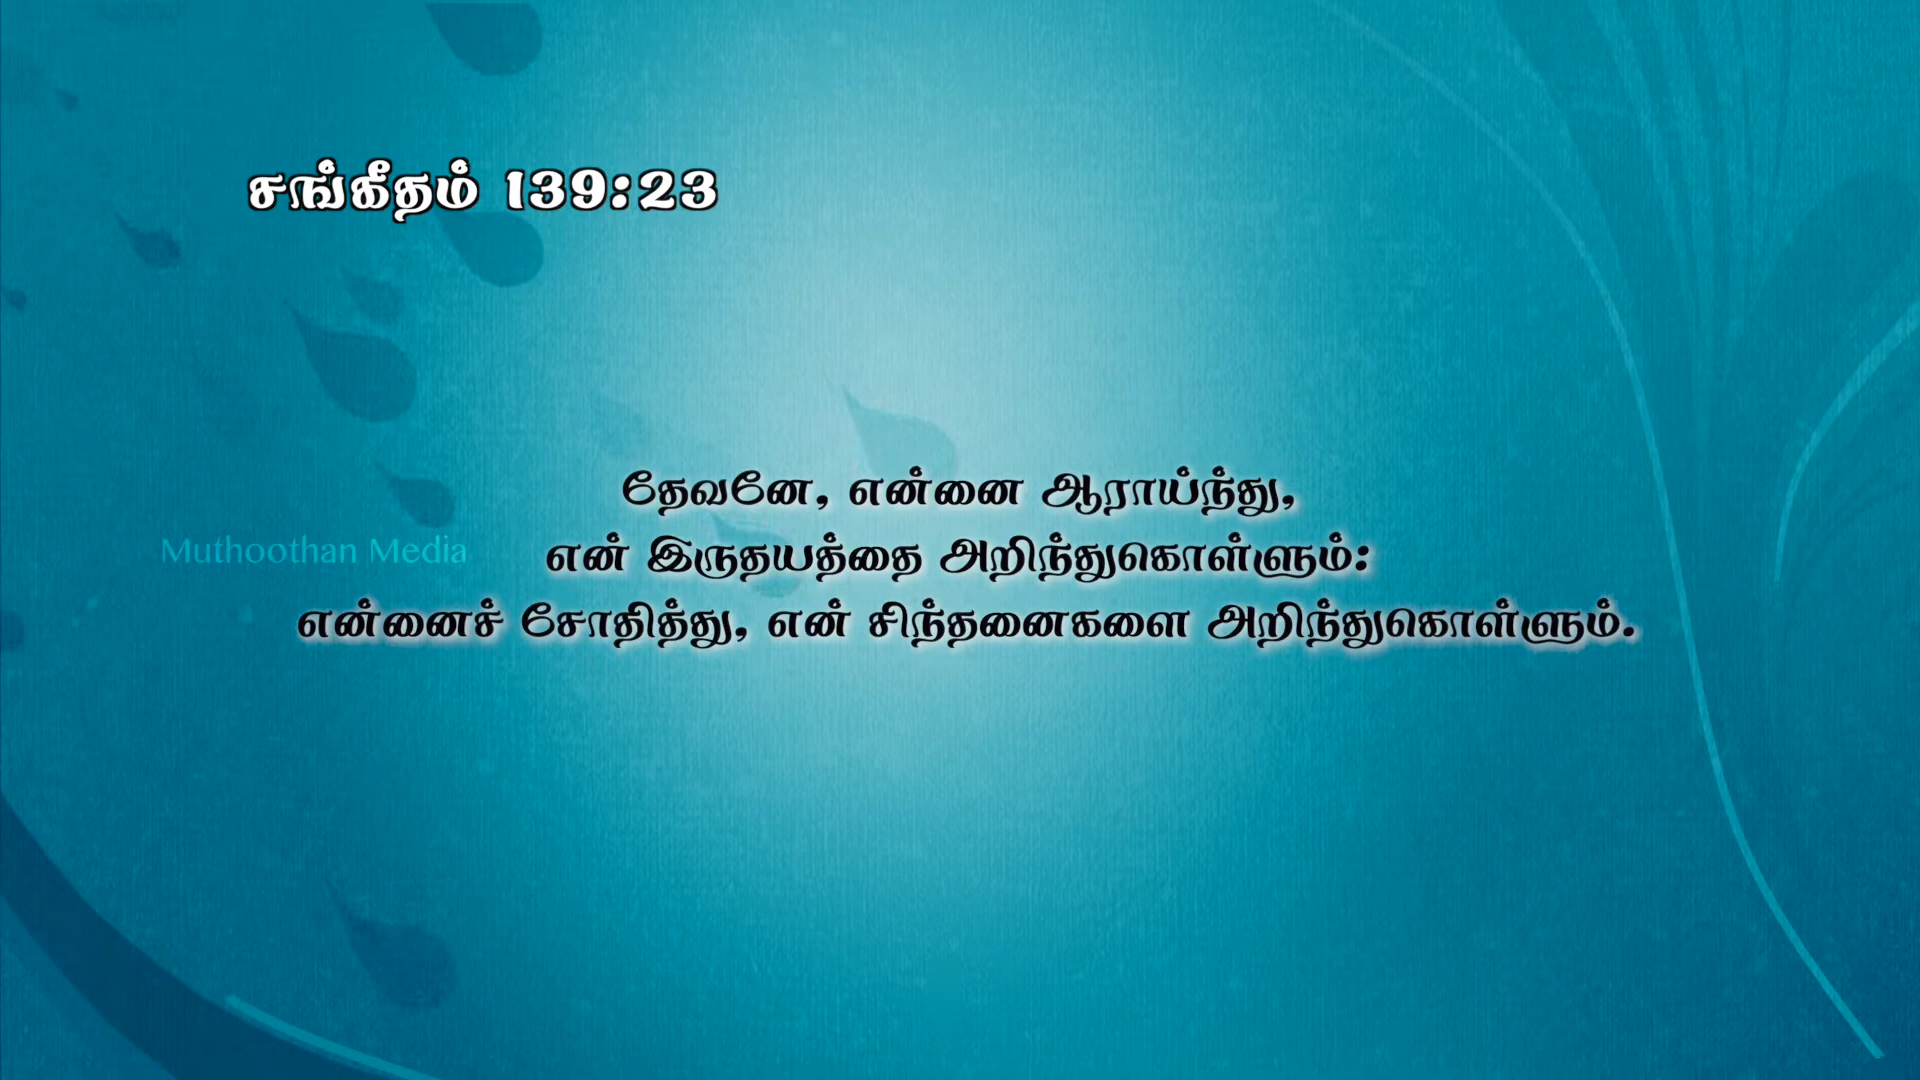 சங்கீதம் 139:23
தேவனே, என்னை ஆராய்ந்து,
என் இருதயத்தை அறிந்துகொள்ளும்:
என்னைச் சோதித்து, என் சிந்தனைகளை அறிந்துகொள்ளும்.
Muthoothan Media